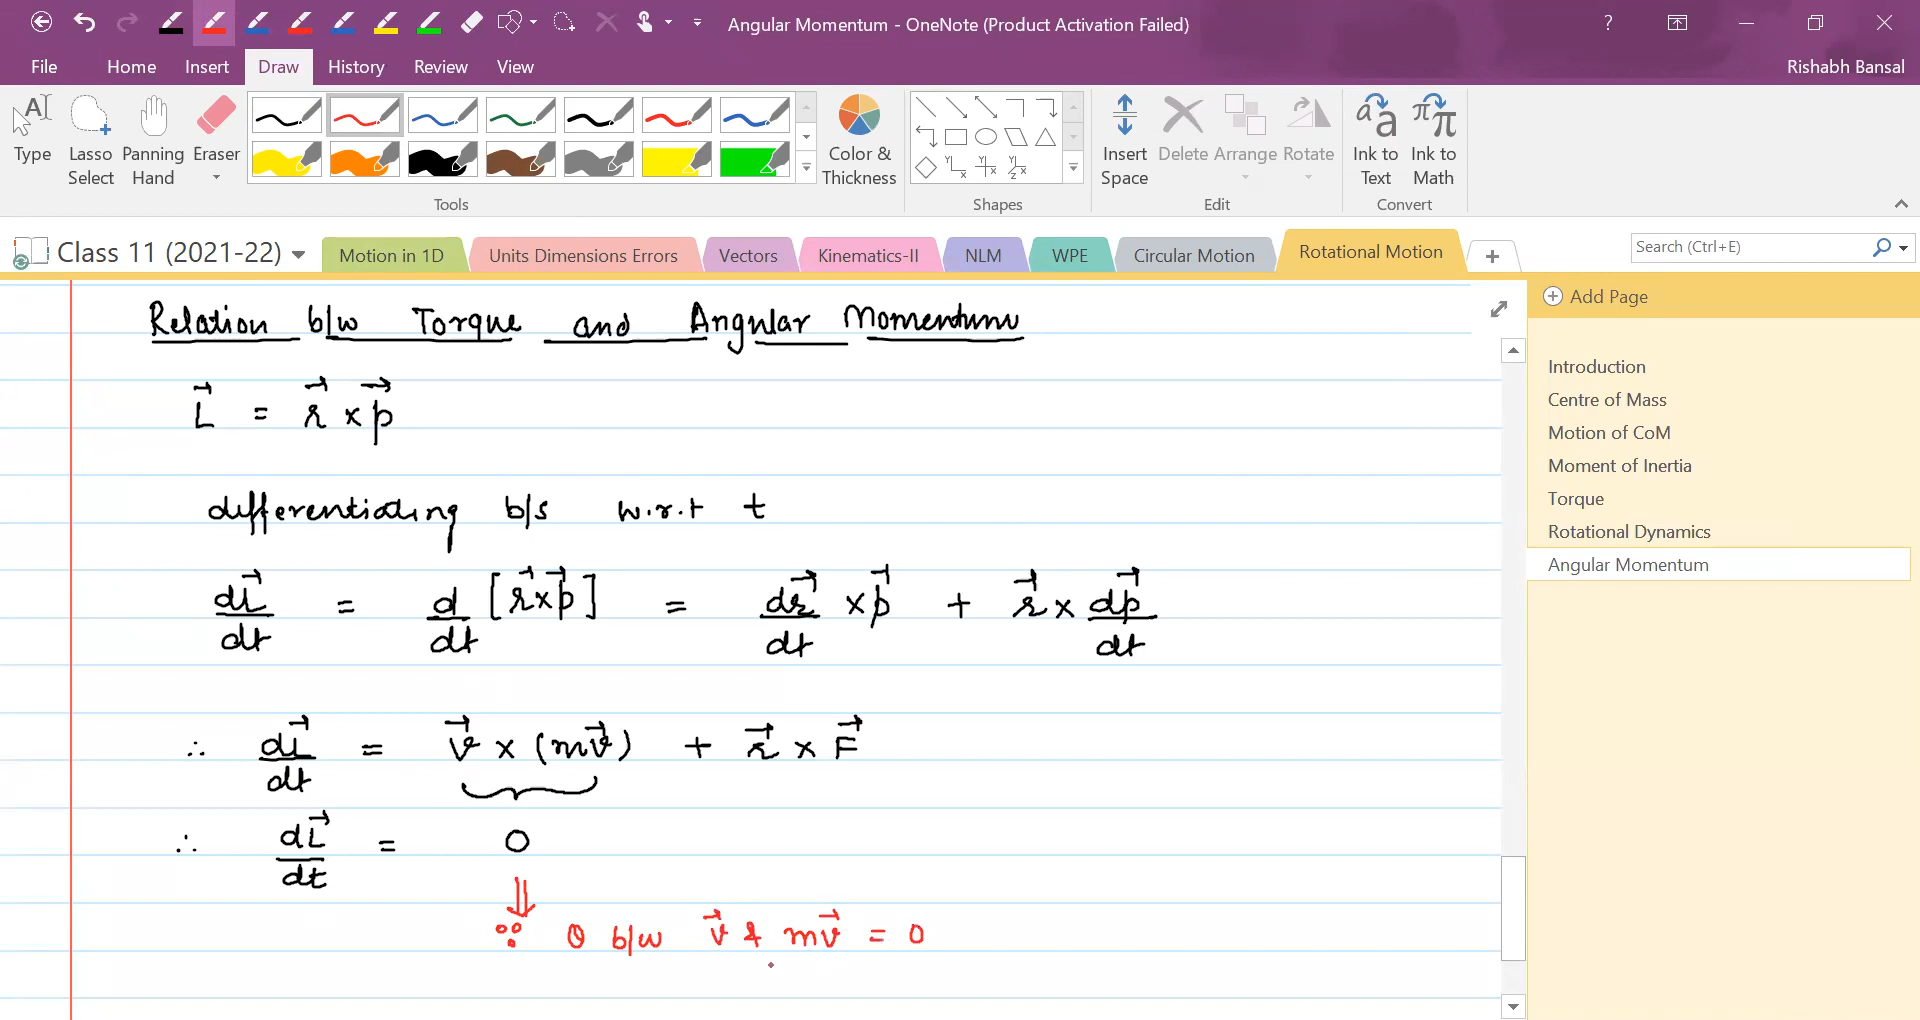 Angular Momentum - OneNote (Product Activation Failed)
?
File Home Insert Draw History Review View
Rishabh Bansal
Type
Lasso Select
Panning Hand
Eraser
Color & Thickness
Insert Space
Delete
Arrange
Rotate
Ink to Text
Ink to Math
Tools
Shapes
Edit
Convert
Class 11 (2021-22)
Motion in 1D
Units Dimensions Errors
Vectors
Kinematics-II
NLM
WPE
Circular Motion
Rotational Motion
+
Search (Ctrl+E)
Add Page
Introduction
Centre of Mass
Motion of CoM
Moment of Inertia
Torque
Rotational Dynamics
Angular Momentum
Relation b/w Torque and Angular Momentum
L⃗ = r⃗ × p⃗
differentiating b/s w.r.t t
dL⃗/dt = d/dt [r⃗×p⃗] = dr⃗/dt × p⃗ + r⃗ × dp⃗/dt
∴ dL⃗/dt = v⃗ × (mv⃗) + r⃗ × F⃗
∴ dL⃗/dt = 0
⇓
∵ θ b/w v⃗ & mv⃗ = 0